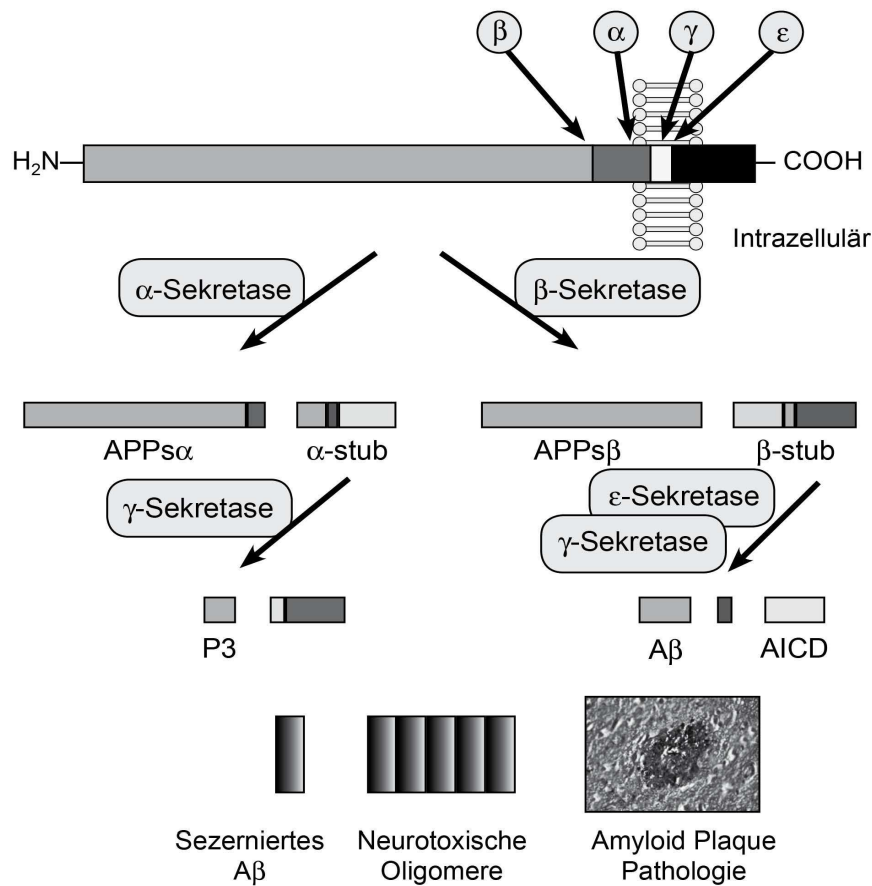 β α γ ε
H₂N COOH
Intrazellulär
α-Sekretase β-Sekretase
APPsα α-stub APPsβ β-stub
ε-Sekretase
γ-Sekretase
γ-Sekretase
P3 Aβ AICD
Sezerniertes
Aβ
Neurotoxische
Oligomere
Amyloid Plaque
Pathologie